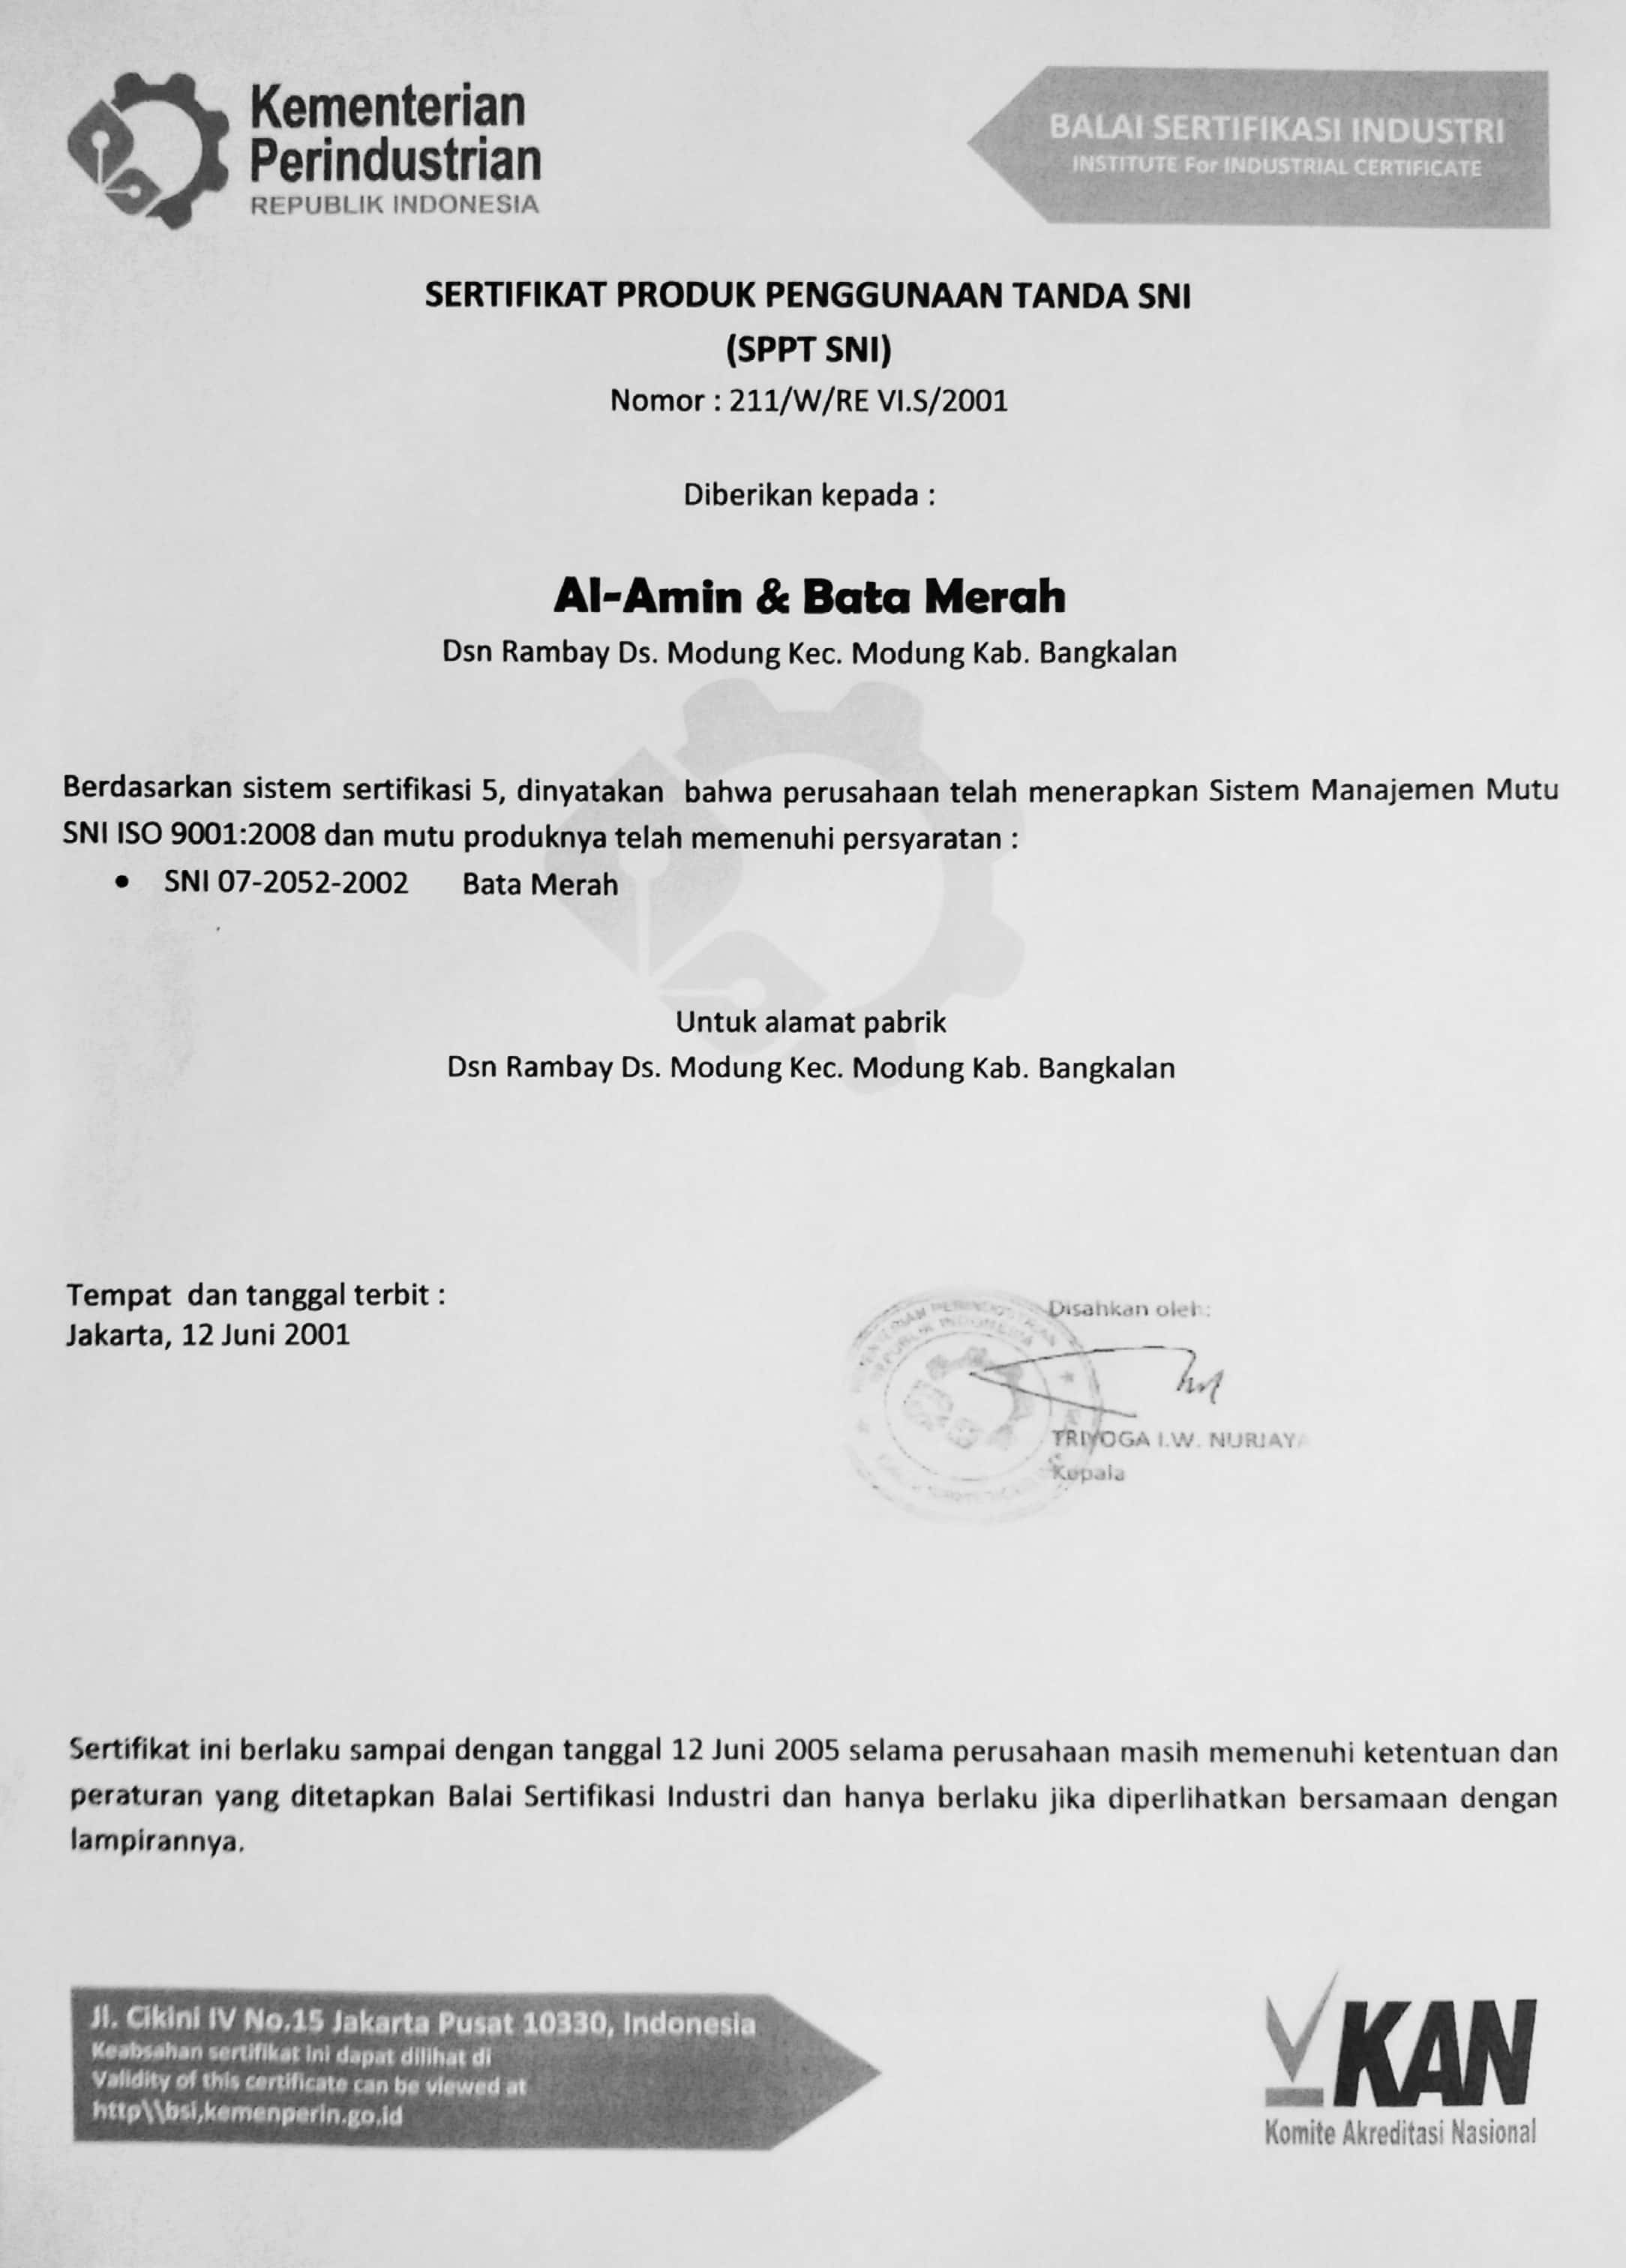 Kementerian
Perindustrian
REPUBLIK INDONESIA
BALAI SERTIFIKASI INDUSTRI
INSTITUTE For INDUSTRIAL CERTIFICATE
SERTIFIKAT PRODUK PENGGUNAAN TANDA SNI
(SPPT SNI)
Nomor : 211/W/RE VI.S/2001
Diberikan kepada :
Al-Amin & Bata Merah
Dsn Rambay Ds. Modung Kec. Modung Kab. Bangkalan
Berdasarkan sistem sertifikasi 5, dinyatakan bahwa perusahaan telah menerapkan Sistem Manajemen Mutu
SNI ISO 9001:2008 dan mutu produknya telah memenuhi persyaratan :
• SNI 07-2052-2002 Bata Merah
Untuk alamat pabrik
Dsn Rambay Ds. Modung Kec. Modung Kab. Bangkalan
Tempat dan tanggal terbit :
Jakarta, 12 Juni 2001
Disahkan oleh:
REPUBLIK INDONESIA
TRIYOGA I.W. NURJAYA
Kepala
Sertifikat ini berlaku sampai dengan tanggal 12 Juni 2005 selama perusahaan masih memenuhi ketentuan dan
peraturan yang ditetapkan Balai Sertifikasi Industri dan hanya berlaku jika diperlihatkan bersamaan dengan
lampirannya.
Jl. Cikini IV No.15 Jakarta Pusat 10330, Indonesia
Keabsahan sertifikat ini dapat dilihat di
Validity of this certificate can be viewed at
http\\bsi,kemenperin.go.id
KAN
Komite Akreditasi Nasional